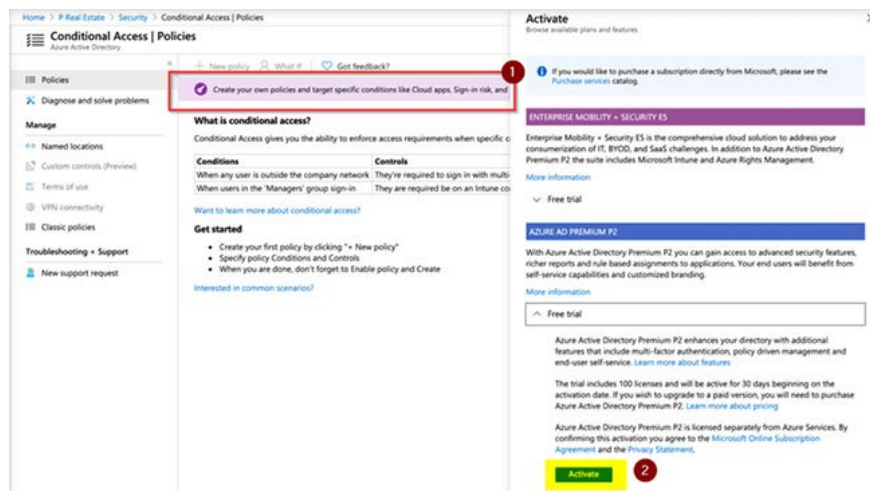 Home > P Real Estate > Security > Conditional Access | Policies
Conditional Access | Policies
Azure Active Directory
Policies
Diagnose and solve problems
Manage
Named locations
Custom controls (Preview)
Terms of use
VPN connectivity
Classic policies
Troubleshooting + Support
New support request
+ New policy What If Got feedback?
1
Create your own policies and target specific conditions like Cloud apps, Sign-in risk, and
What is conditional access?
Conditional Access gives you the ability to enforce access requirements when specific c
Conditions Controls
When any user is outside the company network They're required to sign in with multi-
When users in the 'Managers' group sign-in They are required be on an Intune co
Want to learn more about conditional access?
Get started
• Create your first policy by clicking "+ New policy"
• Specify policy Conditions and Controls
• When you are done, don't forget to Enable policy and Create
Interested in common scenarios?
Activate
Browse available plans and features
If you would like to purchase a subscription directly from Microsoft, please see the
Purchase services catalog.
ENTERPRISE MOBILITY + SECURITY E5
Enterprise Mobility + Security E5 is the comprehensive cloud solution to address your
consumerization of IT, BYOD, and SaaS challenges. In addition to Azure Active Directory
Premium P2 the suite includes Microsoft Intune and Azure Rights Management.
More information
Free trial
AZURE AD PREMIUM P2
With Azure Active Directory Premium P2 you can gain access to advanced security features,
richer reports and rule based assignments to applications. Your end users will benefit from
self-service capabilities and customized branding.
More information
Free trial
Azure Active Directory Premium P2 enhances your directory with additional
features that include multi-factor authentication, policy driven management and
end-user self-service. Learn more about features
The trial includes 100 licenses and will be active for 30 days beginning on the
activation date. If you wish to upgrade to a paid version, you will need to purchase
Azure Active Directory Premium P2. Learn more about pricing
Azure Active Directory Premium P2 is licensed separately from Azure Services. By
confirming this activation you agree to the Microsoft Online Subscription
Agreement and the Privacy Statement.
Activate
2